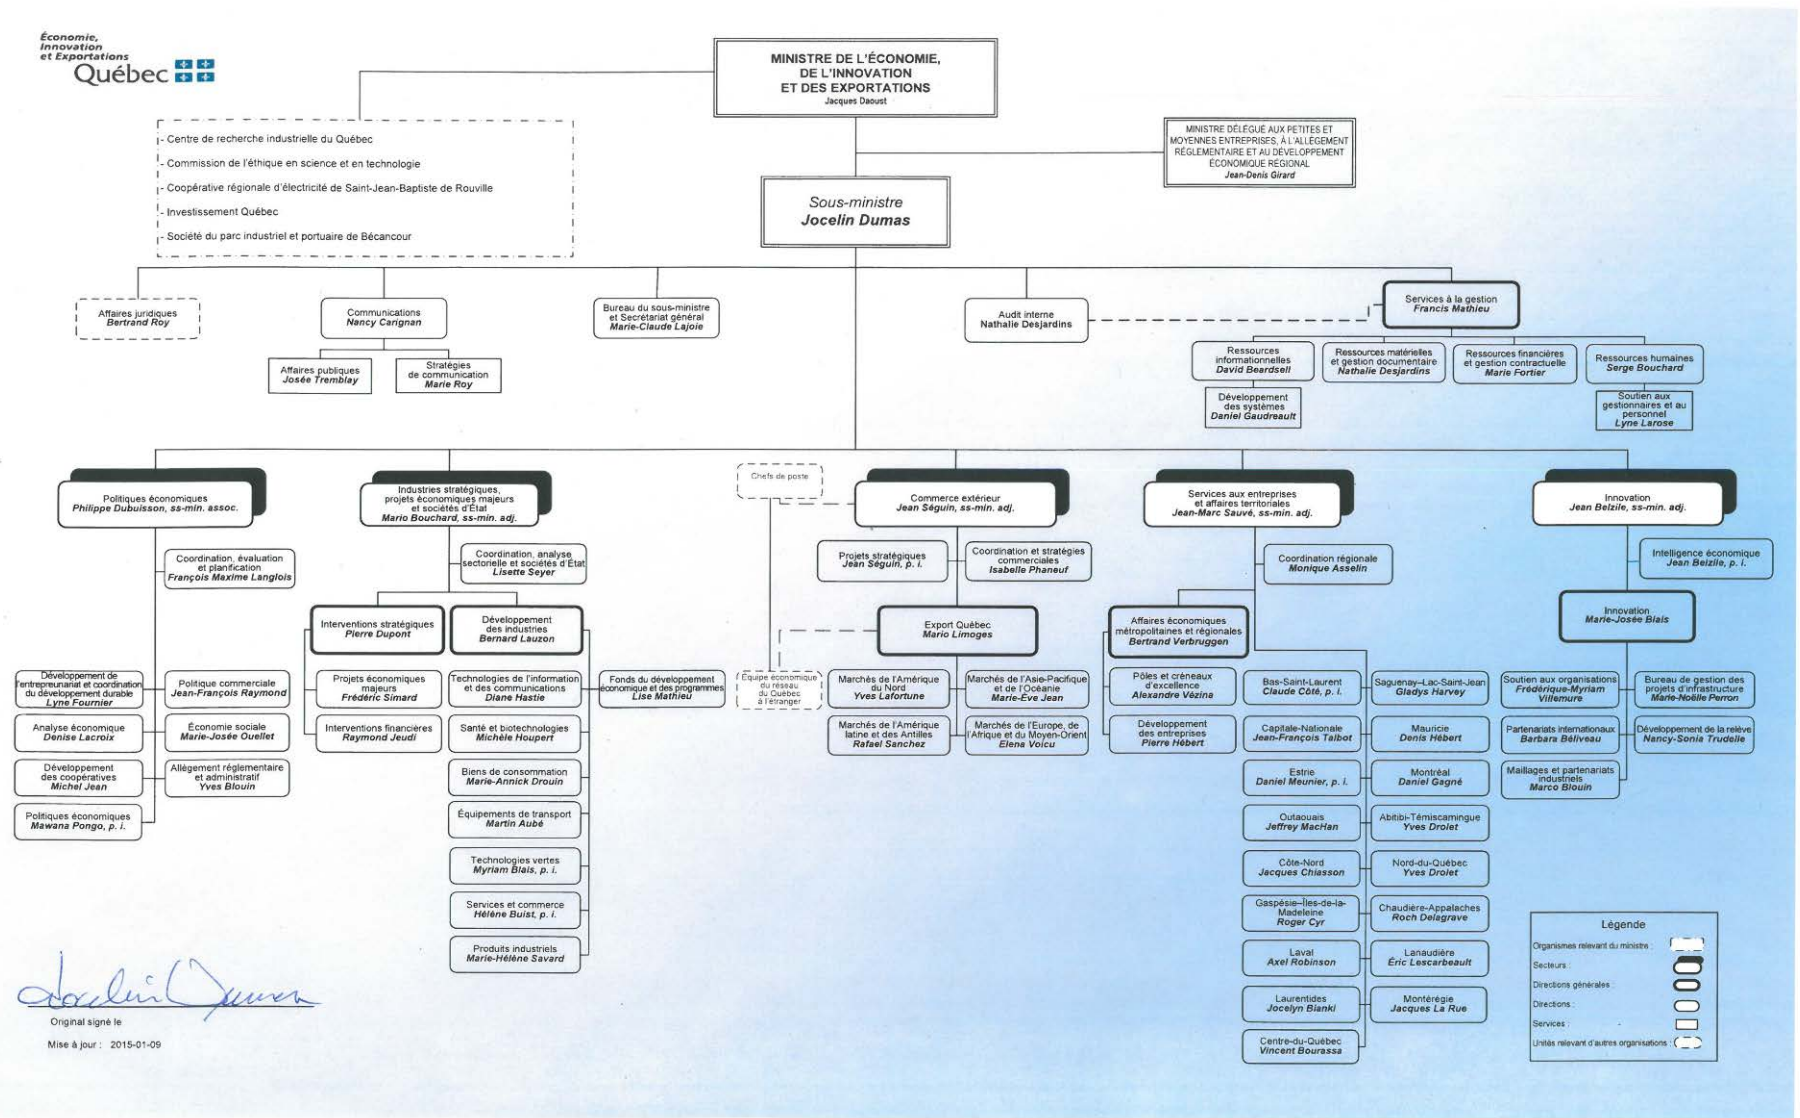 Économie,
Innovation
et Exportations
Québec
MINISTRE DE L'ÉCONOMIE,
DE L'INNOVATION
ET DES EXPORTATIONS
Jacques Daoust
- Centre de recherche industrielle du Québec
- Commission de l'éthique en science et en technologie
- Coopérative régionale d'électricité de Saint-Jean-Baptiste de Rouville
- Investissement Québec
- Société du parc industriel et portuaire de Bécancour
MINISTRE DÉLÉGUÉ AUX PETITES ET
MOYENNES ENTREPRISES, À L'ALLÈGEMENT
RÉGLEMENTAIRE ET AU DÉVELOPPEMENT
ÉCONOMIQUE RÉGIONAL
Jean-Denis Girard
Sous-ministre
Jocelin Dumas
Affaires juridiques
Bertrand Roy
Communications
Nancy Carignan
Bureau du sous-ministre
et Secrétariat général
Marie-Claude Lajoie
Audit interne
Nathalie Desjardins
Services à la gestion
Francis Mathieu
Affaires publiques
Josée Tremblay
Stratégies
de communication
Marie Roy
Ressources
informationnelles
David Beardsell
Ressources matérielles
et gestion documentaire
Nathalie Desjardins
Ressources financières
et gestion contractuelle
Marie Fortier
Ressources humaines
Serge Bouchard
Développement
des systèmes
Daniel Gaudreault
Soutien aux
gestionnaires et au
personnel
Lyne Larose
Politiques économiques
Philippe Dubuisson, ss-min. assoc.
Industries stratégiques,
projets économiques majeurs
et sociétés d'État
Mario Bouchard, ss-min. adj.
Chefs de poste
Commerce extérieur
Jean Séguin, ss-min. adj.
Services aux entreprises
et affaires territoriales
Jean-Marc Sauvé, ss-min. adj.
Innovation
Jean Belzile, ss-min. adj.
Coordination, évaluation
et planification
François Maxime Langlois
Coordination, analyse
sectorielle et sociétés d'État
Lisette Seyer
Projets stratégiques
Jean Séguin, p. i.
Coordination et stratégies
commerciales
Isabelle Phaneuf
Coordination régionale
Monique Asselin
Intelligence économique
Jean Belzile, p. i.
Interventions stratégiques
Pierre Dupont
Développement
des industries
Bernard Lauzon
Export Québec
Mario Limoges
Affaires économiques
métropolitaines et régionales
Bertrand Verbruggen
Innovation
Marie-Josée Blais
Développement de
l'entrepreunariat et coordination
du développement durable
Lyne Fournier
Politique commerciale
Jean-François Raymond
Analyse économique
Denise Lacroix
Économie sociale
Marie-Josée Ouellet
Développement
des coopératives
Michel Jean
Allègement réglementaire
et administratif
Yves Blouin
Politiques économiques
Mawana Pongo, p. i.
Projets économiques
majeurs
Frédéric Simard
Interventions financières
Raymond Jeudi
Technologies de l'information
et des communications
Diane Hastie
Fonds du développement
économique et des programmes
Lise Mathieu
Santé et biotechnologies
Michèle Houpert
Biens de consommation
Marie-Annick Drouin
Équipements de transport
Martin Aubé
Technologies vertes
Myriam Blais, p. i.
Services et commerce
Hélène Buist, p. i.
Produits industriels
Marie-Hélène Savard
Équipe économique
du réseau
du Québec
à l'étranger
Marchés de l'Amérique
du Nord
Yves Lafortune
Marchés de l'Asie-Pacifique
et de l'Océanie
Marie-Ève Jean
Marchés de l'Amérique
latine et des Antilles
Rafael Sanchez
Marchés de l'Europe, de
l'Afrique et du Moyen-Orient
Elena Voicu
Pôles et créneaux
d'excellence
Alexandre Vézina
Développement
des entreprises
Pierre Hébert
Bas-Saint-Laurent
Claude Côté, p. i.
Saguenay–Lac-Saint-Jean
Gladys Harvey
Capitale-Nationale
Jean-François Talbot
Mauricie
Denis Hébert
Estrie
Daniel Meunier, p. i.
Montréal
Daniel Gagné
Outaouais
Jeffrey MacHan
Abitibi-Témiscamingue
Yves Drolet
Côte-Nord
Jacques Chiasson
Nord-du-Québec
Yves Drolet
Gaspésie–Îles-de-la-
Madeleine
Roger Cyr
Chaudière-Appalaches
Roch Delagrave
Laval
Axel Robinson
Lanaudière
Éric Lescarbeault
Laurentides
Jocelyn Bianki
Montérégie
Jacques La Rue
Centre-du-Québec
Vincent Bourassa
Soutien aux organisations
Frédérique-Myriam
Villemure
Bureau de gestion des
projets d'infrastructure
Marie-Noëlle Perron
Partenariats internationaux
Barbara Béliveau
Développement de la relève
Nancy-Sonia Trudelle
Maillages et partenariats
industriels
Marco Blouin
Légende
Organismes relevant du ministre :
Secteurs :
Directions générales :
Directions :
Services :
Unités relevant d'autres organisations :
Jocelin Dumas
Original signé le
Mise à jour : 2015-01-09